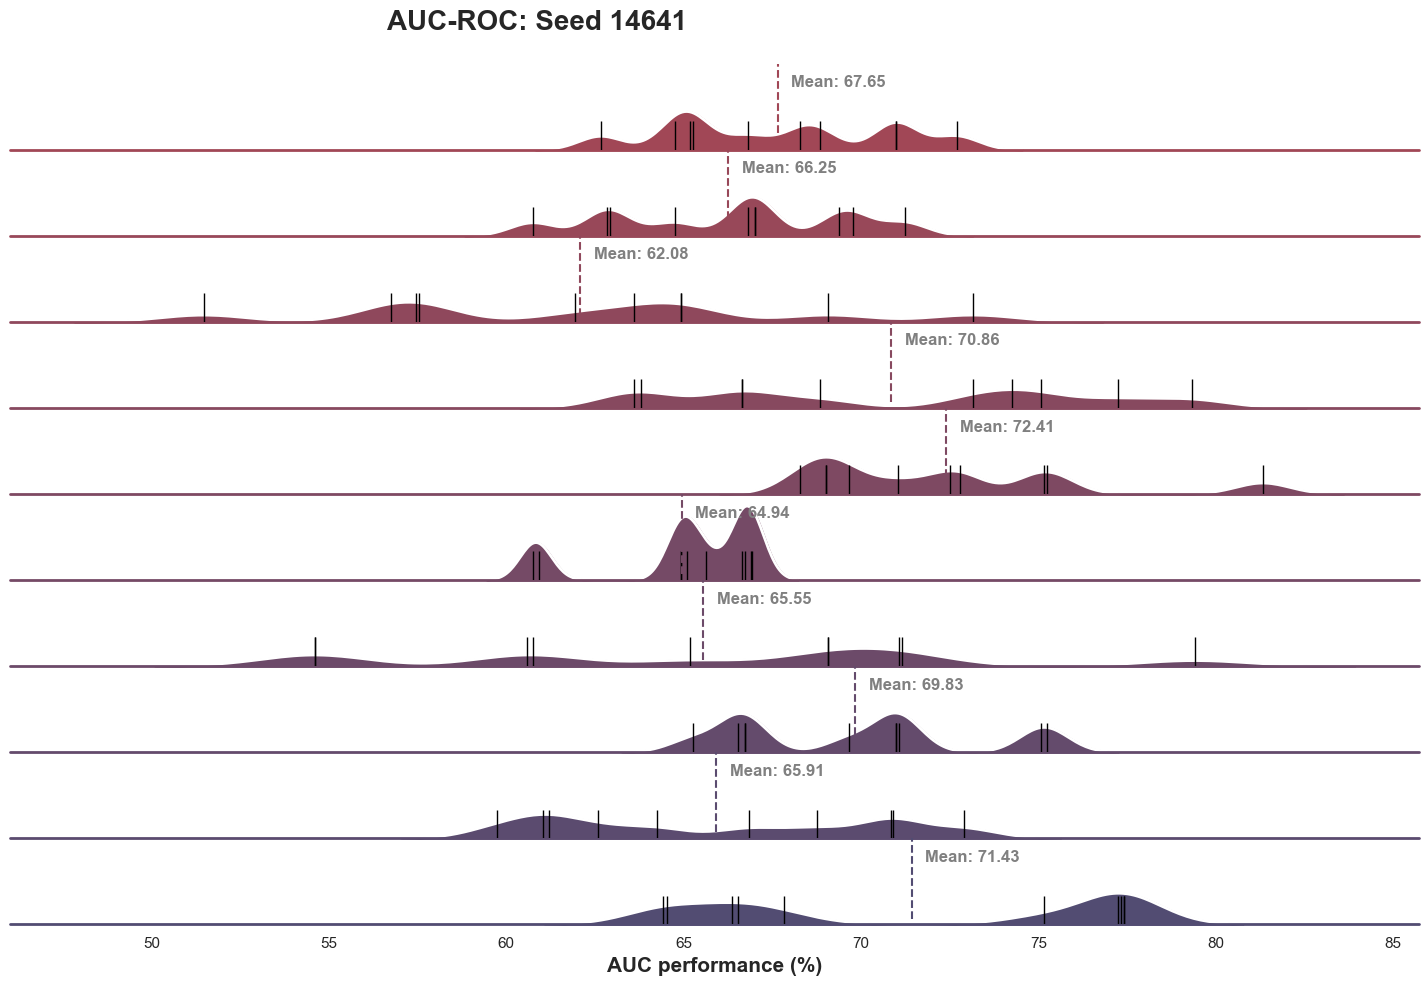 AUC-ROC: Seed 14641
Mean: 67.65
Mean: 66.25
Mean: 62.08
Mean: 70.86
Mean: 72.41
Mean: 64.94
Mean: 65.55
Mean: 69.83
Mean: 65.91
Mean: 71.43
50 55 60 65 70 75 80 85
AUC performance (%)